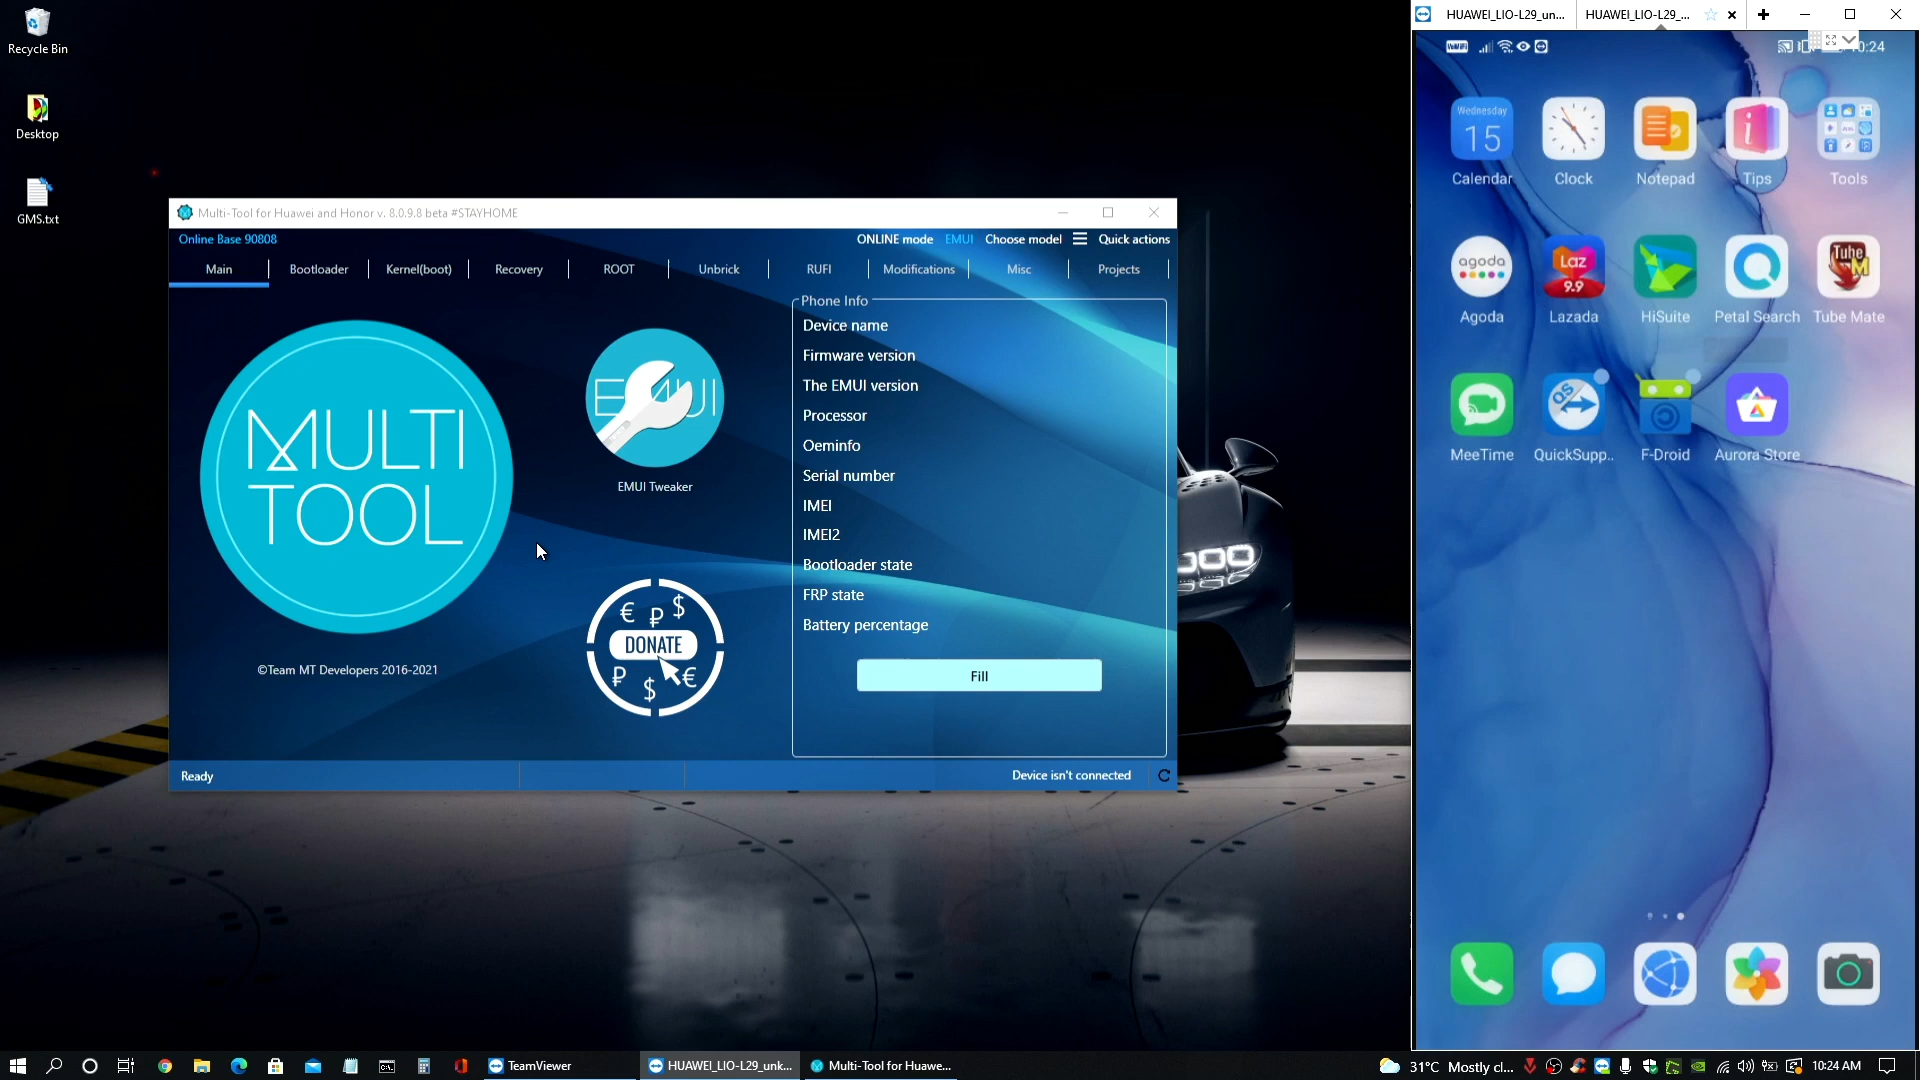 Recycle Bin
Desktop
GMS.txt
Multi-Tool for Huawei and Honor v. 8.0.9.8 beta #STAYHOME
Online Base 90808
ONLINE mode EMUI Choose model Quick actions
Main Bootloader Kernel(boot) Recovery ROOT Unbrick RUFI Modifications Misc Projects
MULTI
TOOL
©Team MT Developers 2016-2021
EMUI
EMUI Tweaker
€ ₽ $
DONATE
₽ $ €
Phone Info
Device name
Firmware version
The EMUI version
Processor
Oeminfo
Serial number
IMEI
IMEI2
Bootloader state
FRP state
Battery percentage
Fill
Ready
Device isn't connected
HUAWEI_LIO-L29_un...
HUAWEI_LIO-L29_...
Wednesday
15
Calendar Clock Notepad Tips Tools
agoda
Laz
9.9
Tube
M
Agoda Lazada HiSuite Petal Search Tube Mate
QS
MeeTime QuickSupp.. F-Droid Aurora Store
TeamViewer
HUAWEI_LIO-L29_unk...
Multi-Tool for Huawe...
31°C Mostly cl...
10:24 AM